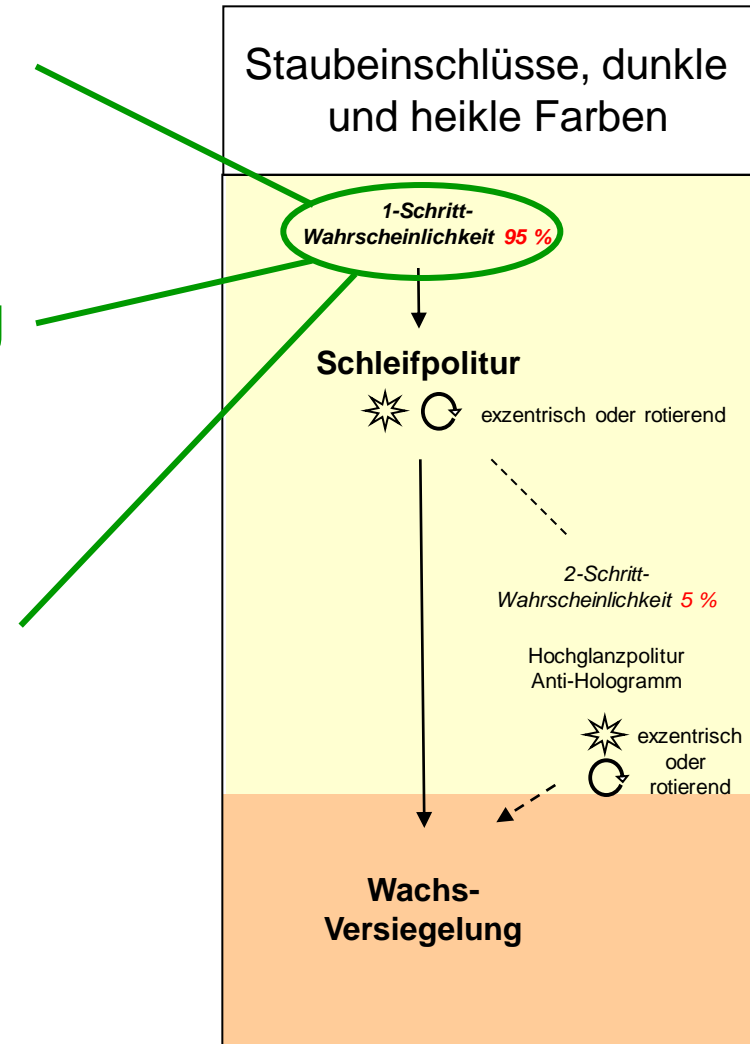 Staubeinschlüsse, dunkle
und heikle Farben
1-Schritt-
Wahrscheinlichkeit 95 %
Schleifpolitur
exzentrisch oder rotierend
2-Schritt-
Wahrscheinlichkeit 5 %
Hochglanzpolitur
Anti-Hologramm
exzentrisch
oder
rotierend
Wachs-
Versiegelung